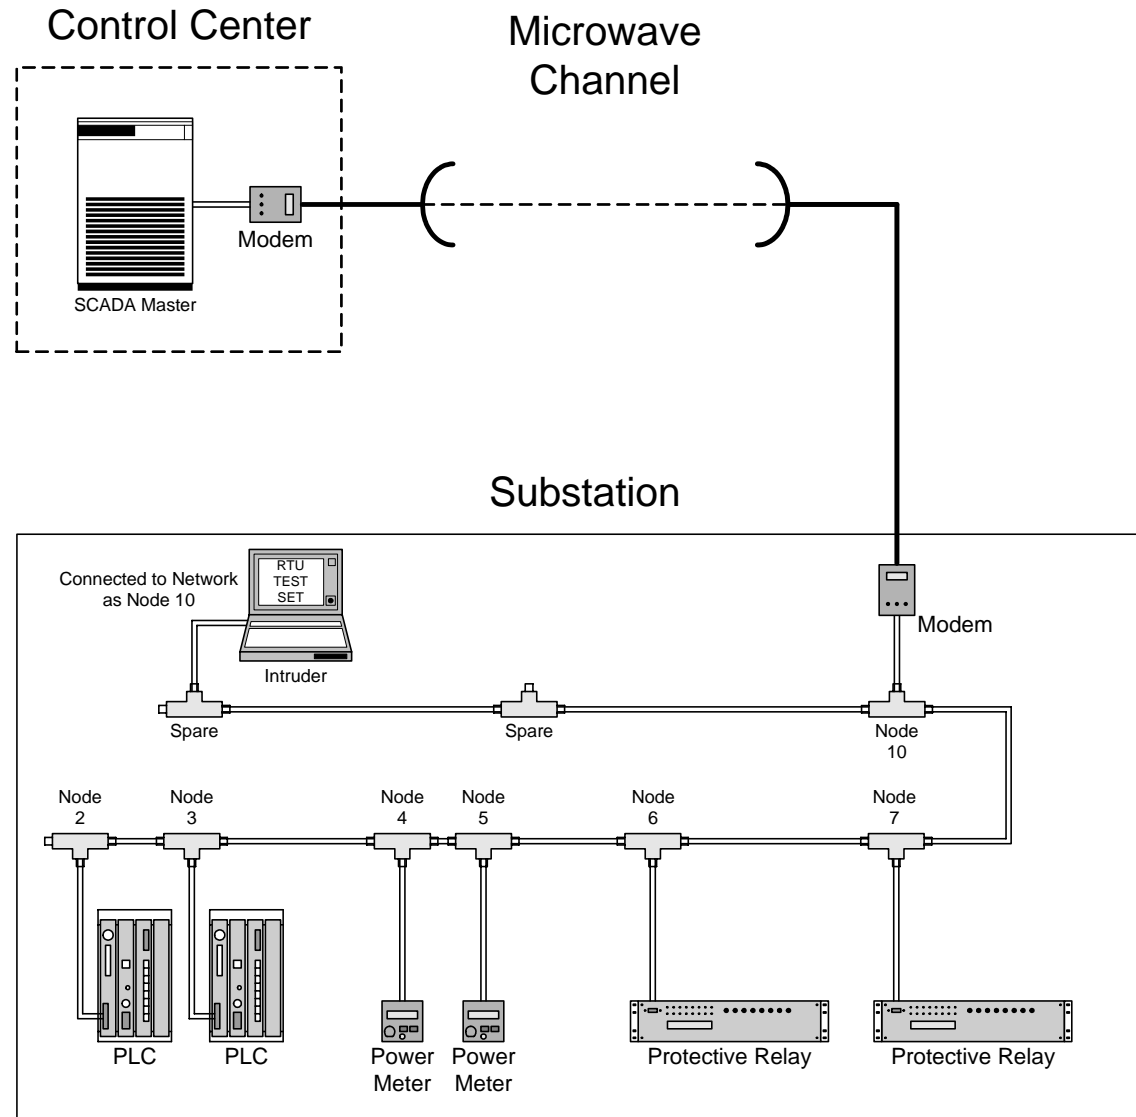 Control Center
Microwave
Channel
Modem
SCADA Master
Substation
Connected to Network
as Node 10
RTU
TEST
SET
Intruder
Modem
Spare
Spare
Node
10
Node
2
Node
3
Node
4
Node
5
Node
6
Node
7
PLC
PLC
Power
Meter
Power
Meter
Protective Relay
Protective Relay